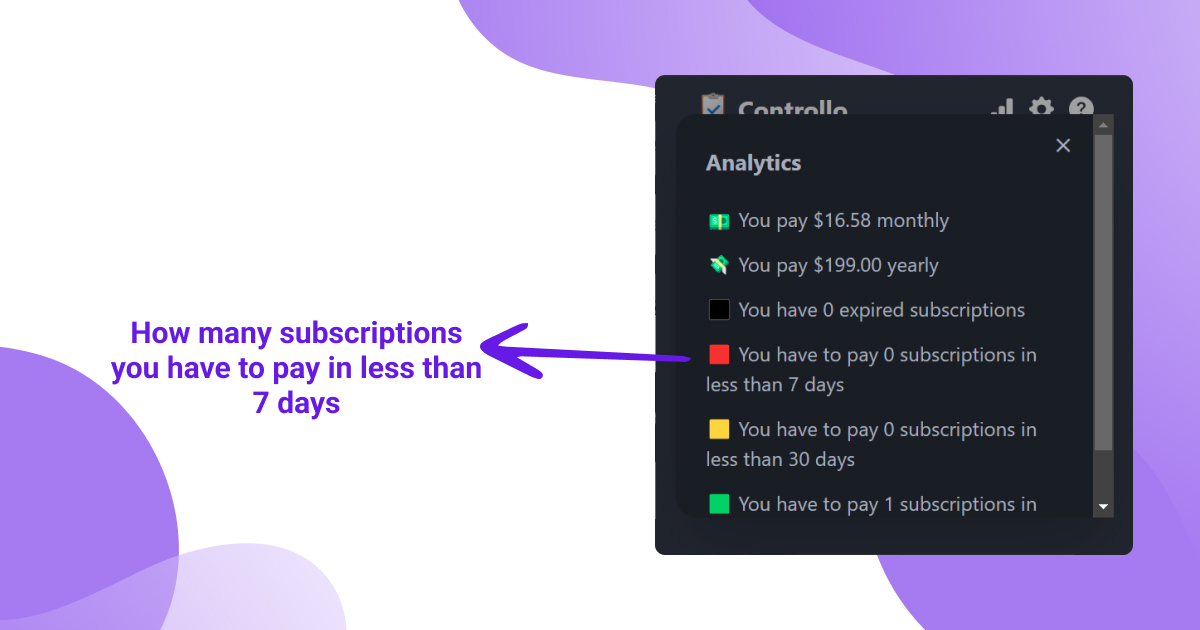 How many subscriptions
you have to pay in less than
7 days
Controllo
Analytics
You pay $16.58 monthly
You pay $199.00 yearly
You have 0 expired subscriptions
You have to pay 0 subscriptions in
less than 7 days
You have to pay 0 subscriptions in
less than 30 days
You have to pay 1 subscriptions in